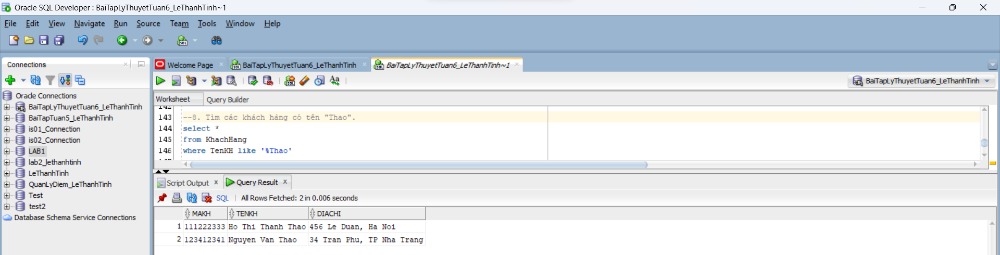 Oracle SQL Developer : BaiTapLyThuyetTuan6_LeThanhTinh~1
File Edit View Navigate Run Source Team Tools Window Help
Connections
Oracle Connections
BaiTapLyThuyetTuan6_LeThanhTinh
BaiTapTuan5_LeThanhTinh
is01_Connection
is02_Connection
LAB1
lab2_lethanhtinh
LeThanhTinh
QuanLyDiem_LeThanhTinh
Test
test2
Database Schema Service Connections
Welcome Page BaiTapLyThuyetTuan6_LeThanhTinh BaiTapLyThuyetTuan6_LeThanhTinh~1
BaiTapLyThuyetTuan6_LeThanhTinh
Worksheet Query Builder
143 --8. Tìm các khách hàng có tên "Thao".
144 select *
145 from KhachHang
146 where TenKH like '%Thao'
Script Output x Query Result x
SQL | All Rows Fetched: 2 in 0.006 seconds
MAKH TENKH DIACHI
1 111222333 Ho Thi Thanh Thao 456 Le Duan, Ha Noi
2 123412341 Nguyen Van Thao 34 Tran Phu, TP Nha Trang